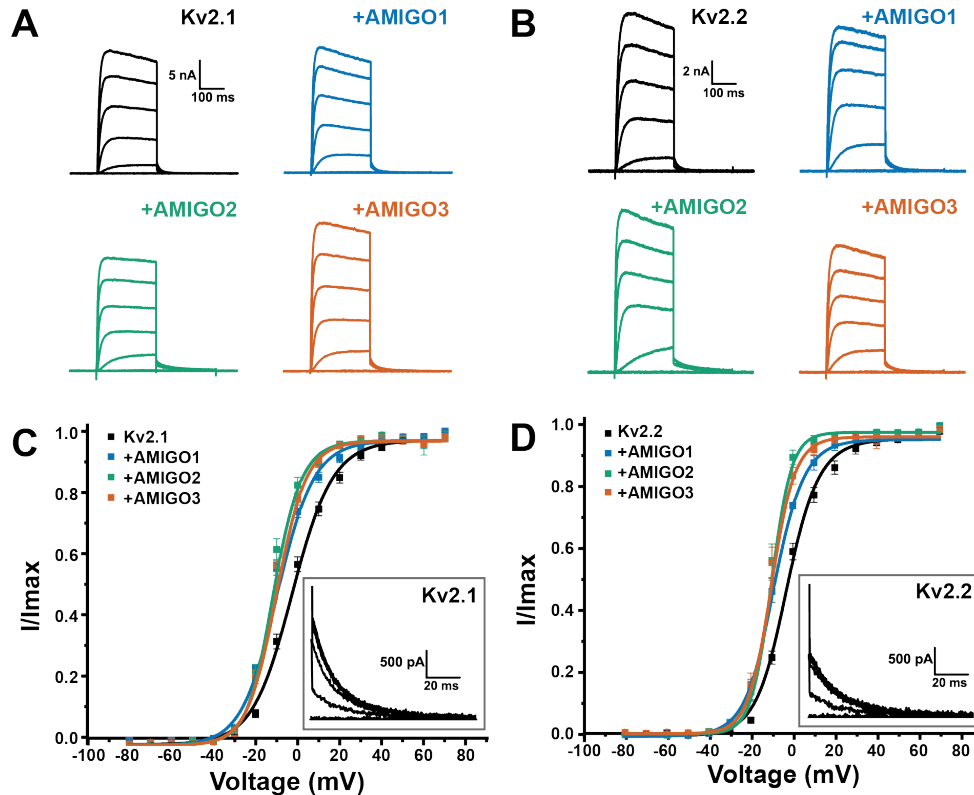 A
Kv2.1
+AMIGO1
5 nA
100 ms
+AMIGO2
+AMIGO3
B
Kv2.2
+AMIGO1
2 nA
100 ms
+AMIGO2
+AMIGO3
C
Kv2.1
+AMIGO1
+AMIGO2
+AMIGO3
I/Imax
1.0
0.8
0.6
0.4
0.2
0.0
-100 -80 -60 -40 -20 0 20 40 60 80
Voltage (mV)
Kv2.1
500 pA
20 ms
D
Kv2.2
+AMIGO1
+AMIGO2
+AMIGO3
I/Imax
1.0
0.8
0.6
0.4
0.2
0.0
-100 -80 -60 -40 -20 0 20 40 60 80
Voltage (mV)
Kv2.2
500 pA
20 ms